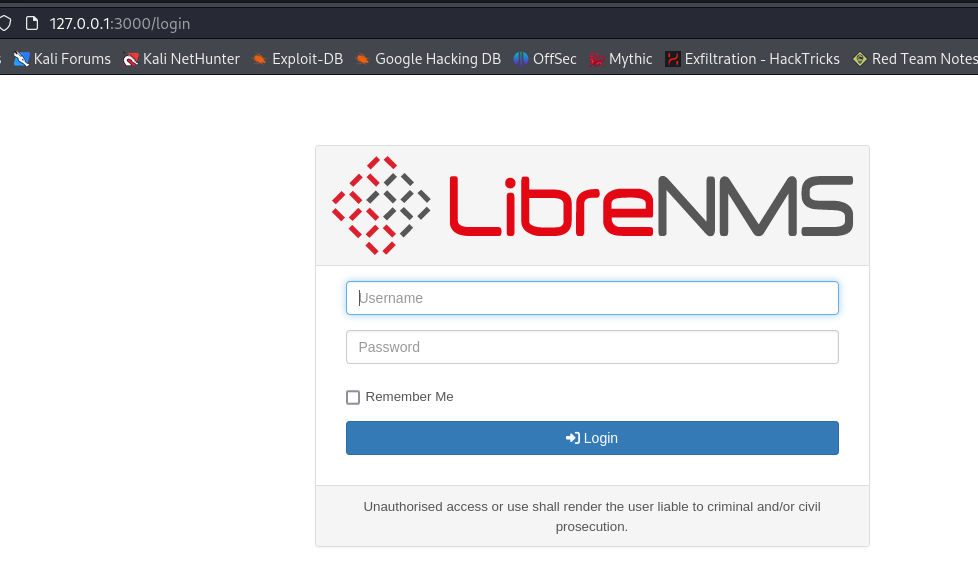 127.0.0.1:3000/login
s Kali Forums Kali NetHunter Exploit-DB Google Hacking DB OffSec Mythic Exfiltration - HackTricks Red Team Notes
LibreNMS
Username
Password
Remember Me
Login
Unauthorised access or use shall render the user liable to criminal and/or civil
prosecution.